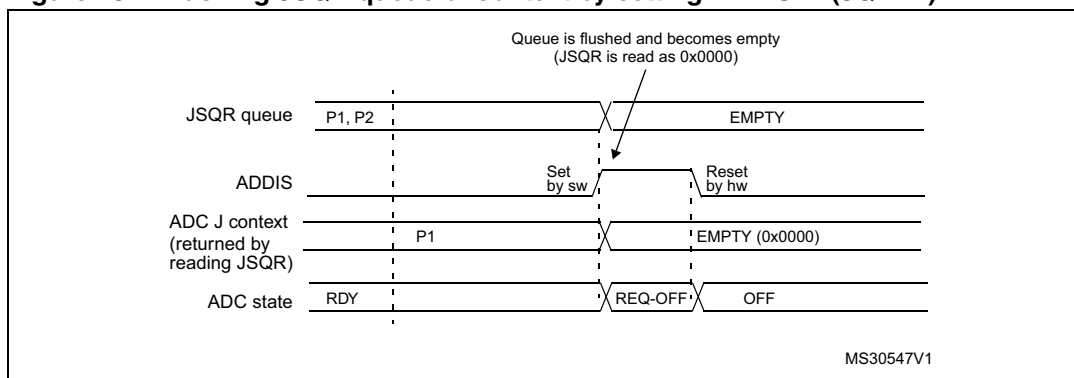 Queue is flushed and becomes empty
(JSQR is read as 0x0000)
JSQR queue P1, P2 EMPTY
ADDIS Set by sw Reset by hw
ADC J context
(returned by
reading JSQR) P1 EMPTY (0x0000)
ADC state RDY REQ-OFF OFF
MS30547V1